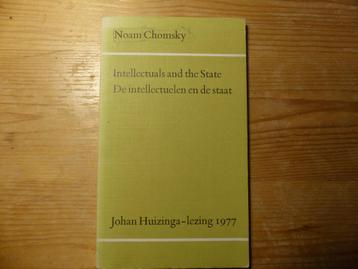 Noam Chomsky
Intellectuals and the State
De intellectuelen en de staat
Johan Huizinga-lezing 1977